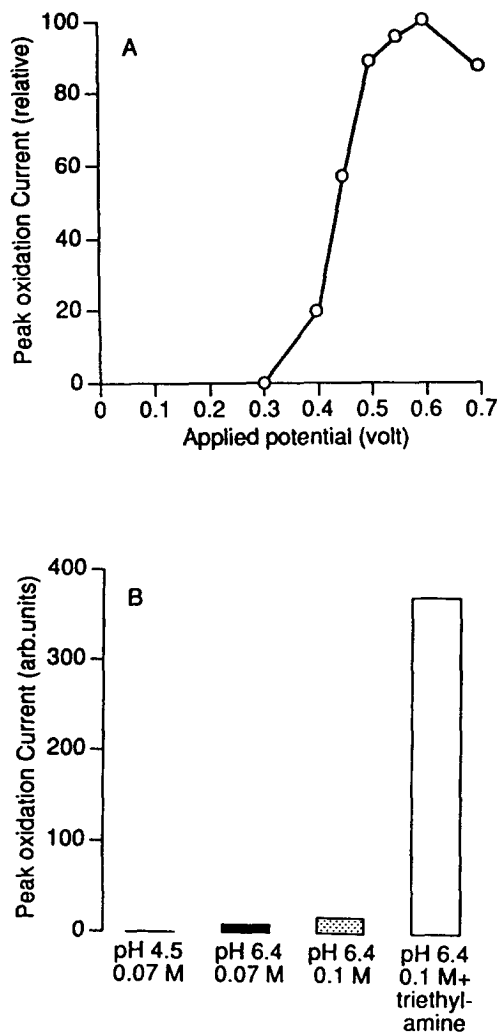 A
Peak oxidation Current (relative)
100
80
60
40
20
0
0 0.1 0.2 0.3 0.4 0.5 0.6 0.7
Applied potential (volt)
B
Peak oxidation Current (arb.units)
400
300
200
100
0
pH 4.5
0.07 M
pH 6.4
0.07 M
pH 6.4
0.1 M
pH 6.4
0.1 M+
triethyl-
amine